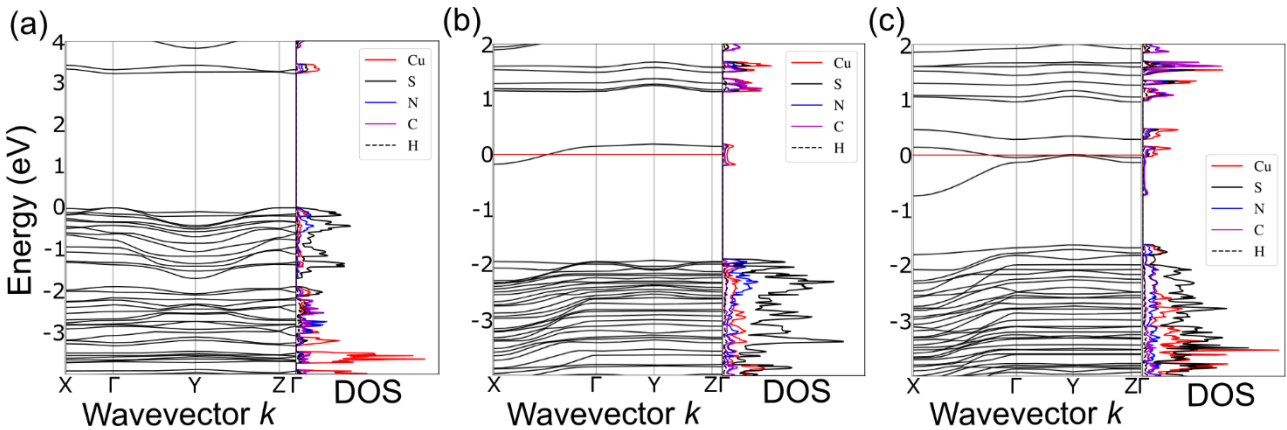 (a)
4
3
2
1
0
-1
-2
-3
Energy (eV)
X Γ Y Z Γ
Wavevector k
DOS
Cu
S
N
C
H
(b)
2
1
0
-1
-2
-3
X Γ Y Z Γ
Wavevector k
DOS
Cu
S
N
C
H
(c)
2
1
0
-1
-2
-3
X Γ Y Z Γ
Wavevector k
DOS
Cu
S
N
C
H